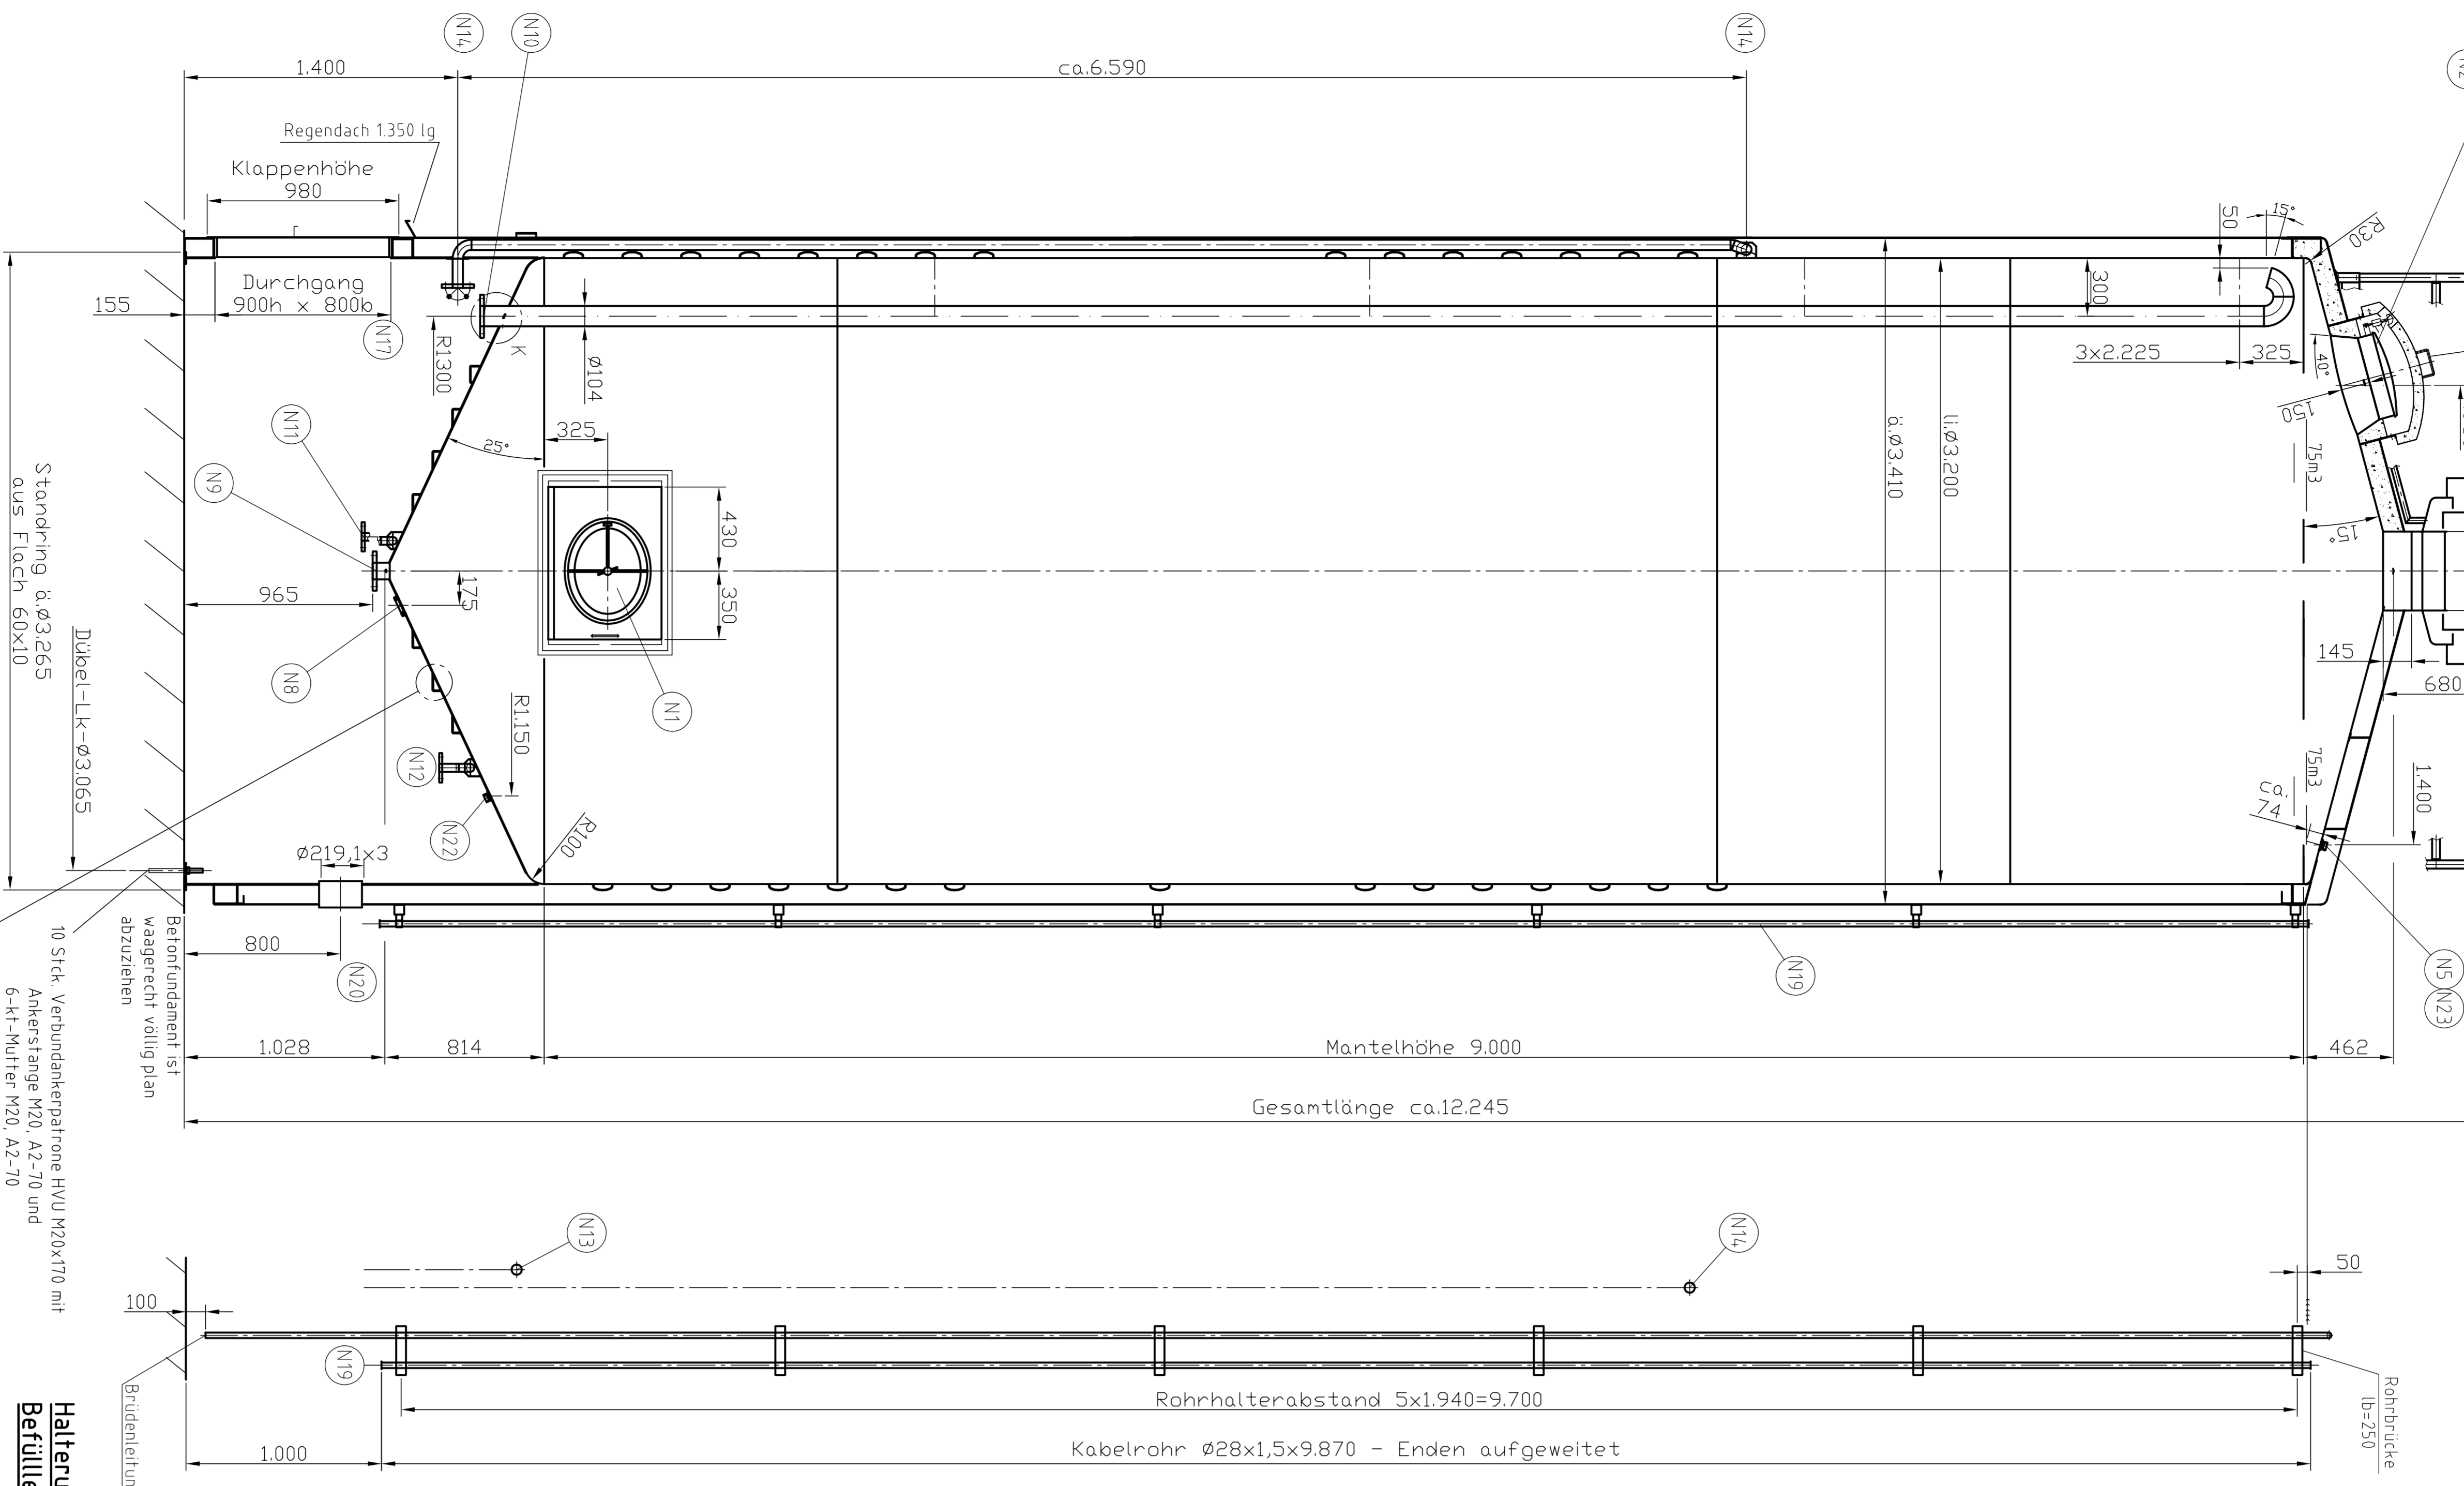 N14
N10
N14
1.400
ca.6.590
Regendach 1.350 lg
Klappenhöhe
980
50
15°
R30
Durchgang
900h x 800b
155
N17
R1300
K
Ø104
300
3x2.225
325
40°
150
N11
25°
325
ä.Ø3.410
li.Ø3.200
75m3
15°
N9
430
350
965
175
145
680
Standring ä.Ø3.265
aus Flach 60x10
Dübel-Lk-Ø3.065
N8
N1
R1.150
N12
N22
R100
75m3
1.400
ca.
74
Ø219,1x3
800
N20
N19
N5
N23
Betonfundament ist
waagerecht völlig plan
abzuziehen
10 Stck. Verbundankerpatrone HVU M20x170 mit
Ankerstange M20, A2-70 und
6-kt-Mutter M20, A2-70
1.028
814
Mantelhöhe 9.000
462
Gesamtlänge ca.12.245
N13
N14
50
100
N19
Rohrbrücke
lb=250
Rohrhalterabstand 5x1.940=9.700
Kabelrohr Ø28x1,5x9.870 - Enden aufgeweitet
1.000